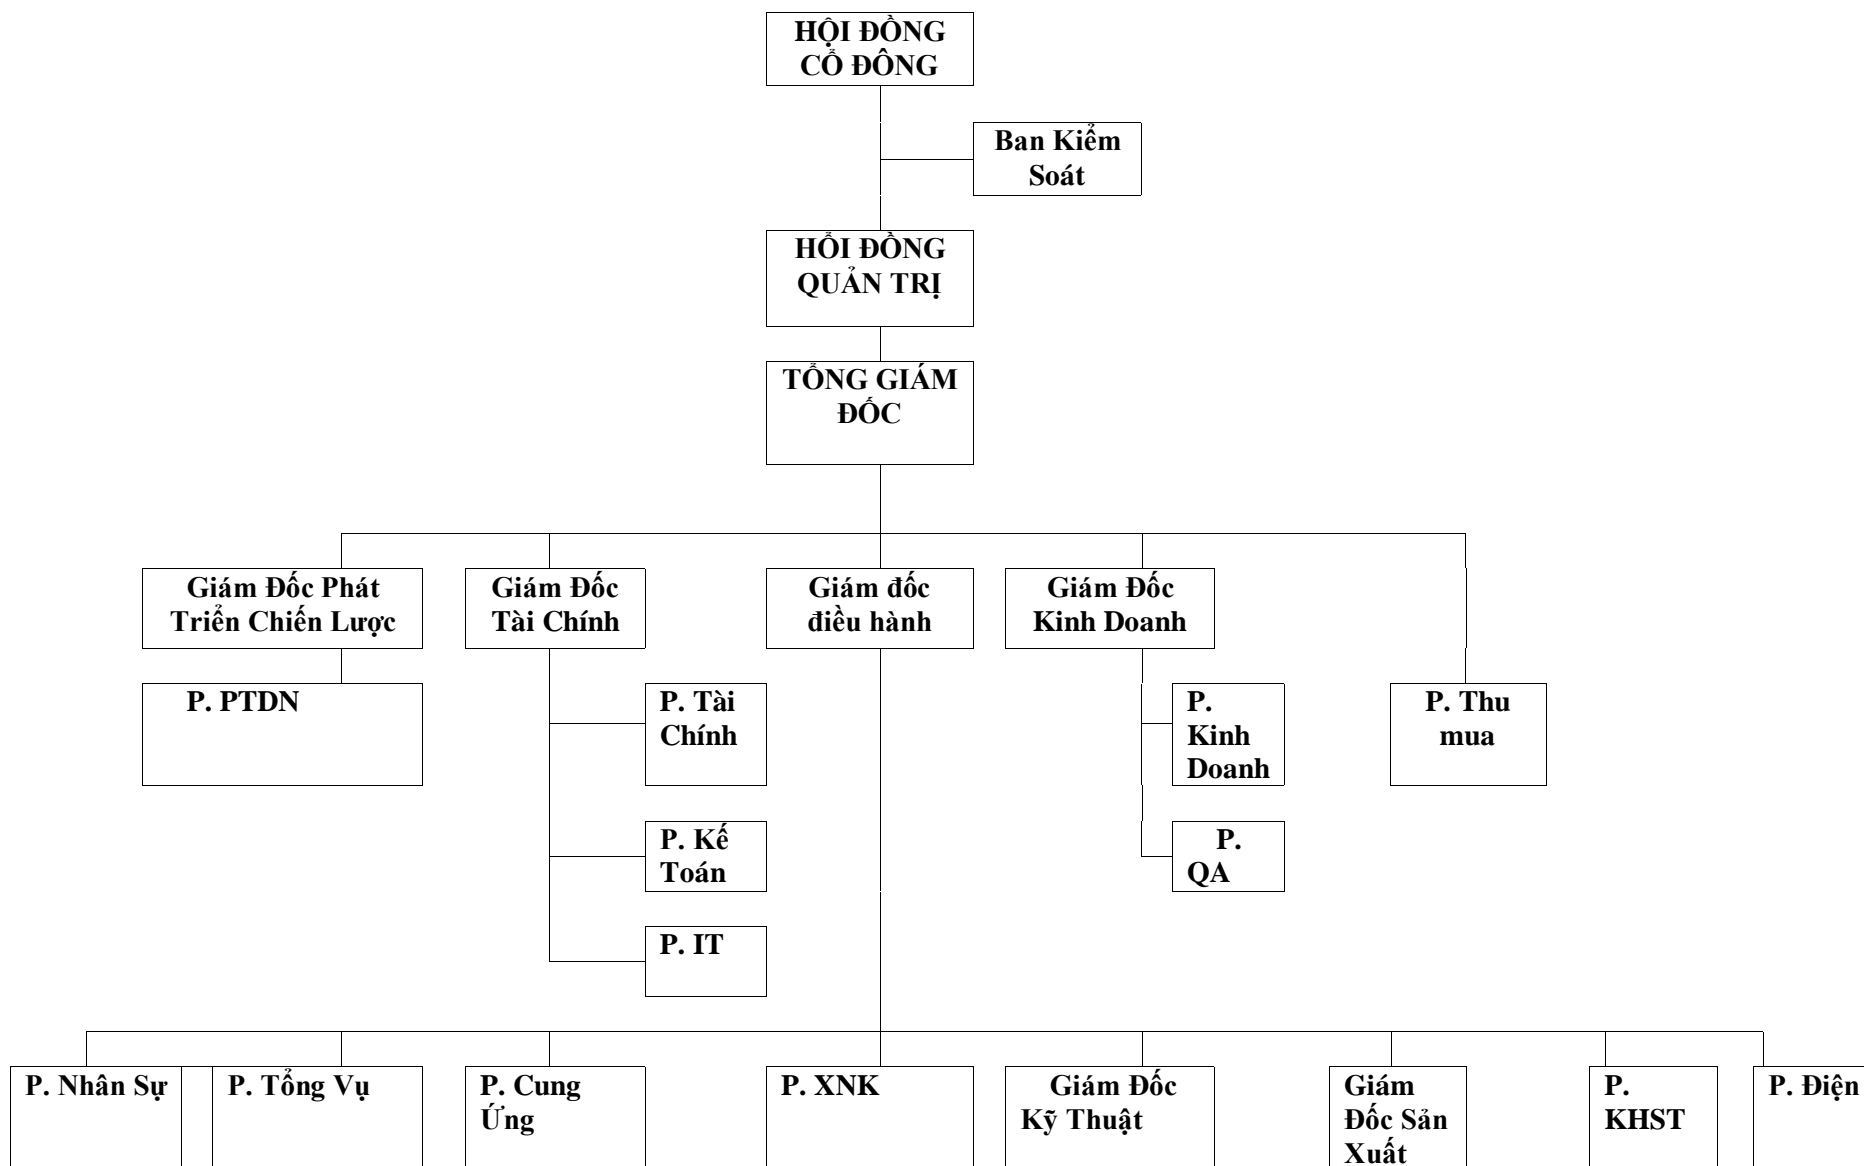 HỘI ĐỒNG
CỔ ĐÔNG
Ban Kiểm
Soát
HỔI ĐỒNG
QUẢN TRỊ
TỔNG GIÁM
ĐỐC
Giám Đốc Phát
Triển Chiến Lược
Giám Đốc
Tài Chính
Giám đốc
điều hành
Giám Đốc
Kinh Doanh
P. PTDN
P. Tài
Chính
P.
Kinh
Doanh
P. Thu
mua
P. Kế
Toán
P.
QA
P. IT
P. Nhân Sự
P. Tổng Vụ
P. Cung
Ứng
P. XNK
Giám Đốc
Kỹ Thuật
Giám
Đốc Sản
Xuất
P.
KHST
P. Điện